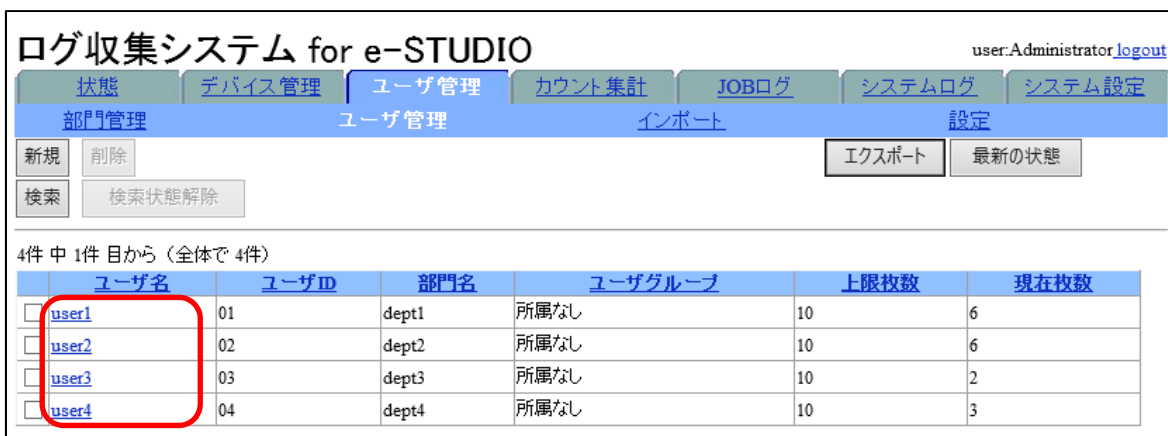 ログ収集システム for e-STUDIO user:Administrator logout
状態 デバイス管理 ユーザ管理 カウント集計 JOBログ システムログ システム設定
部門管理 ユーザ管理 インポート 設定
新規 削除 エクスポート 最新の状態
検索 検索状態解除
4件 中 1件 目から（全体で 4件）
ユーザ名 ユーザID 部門名 ユーザグループ 上限枚数 現在枚数
user1 01 dept1 所属なし 10 6
user2 02 dept2 所属なし 10 6
user3 03 dept3 所属なし 10 2
user4 04 dept4 所属なし 10 3